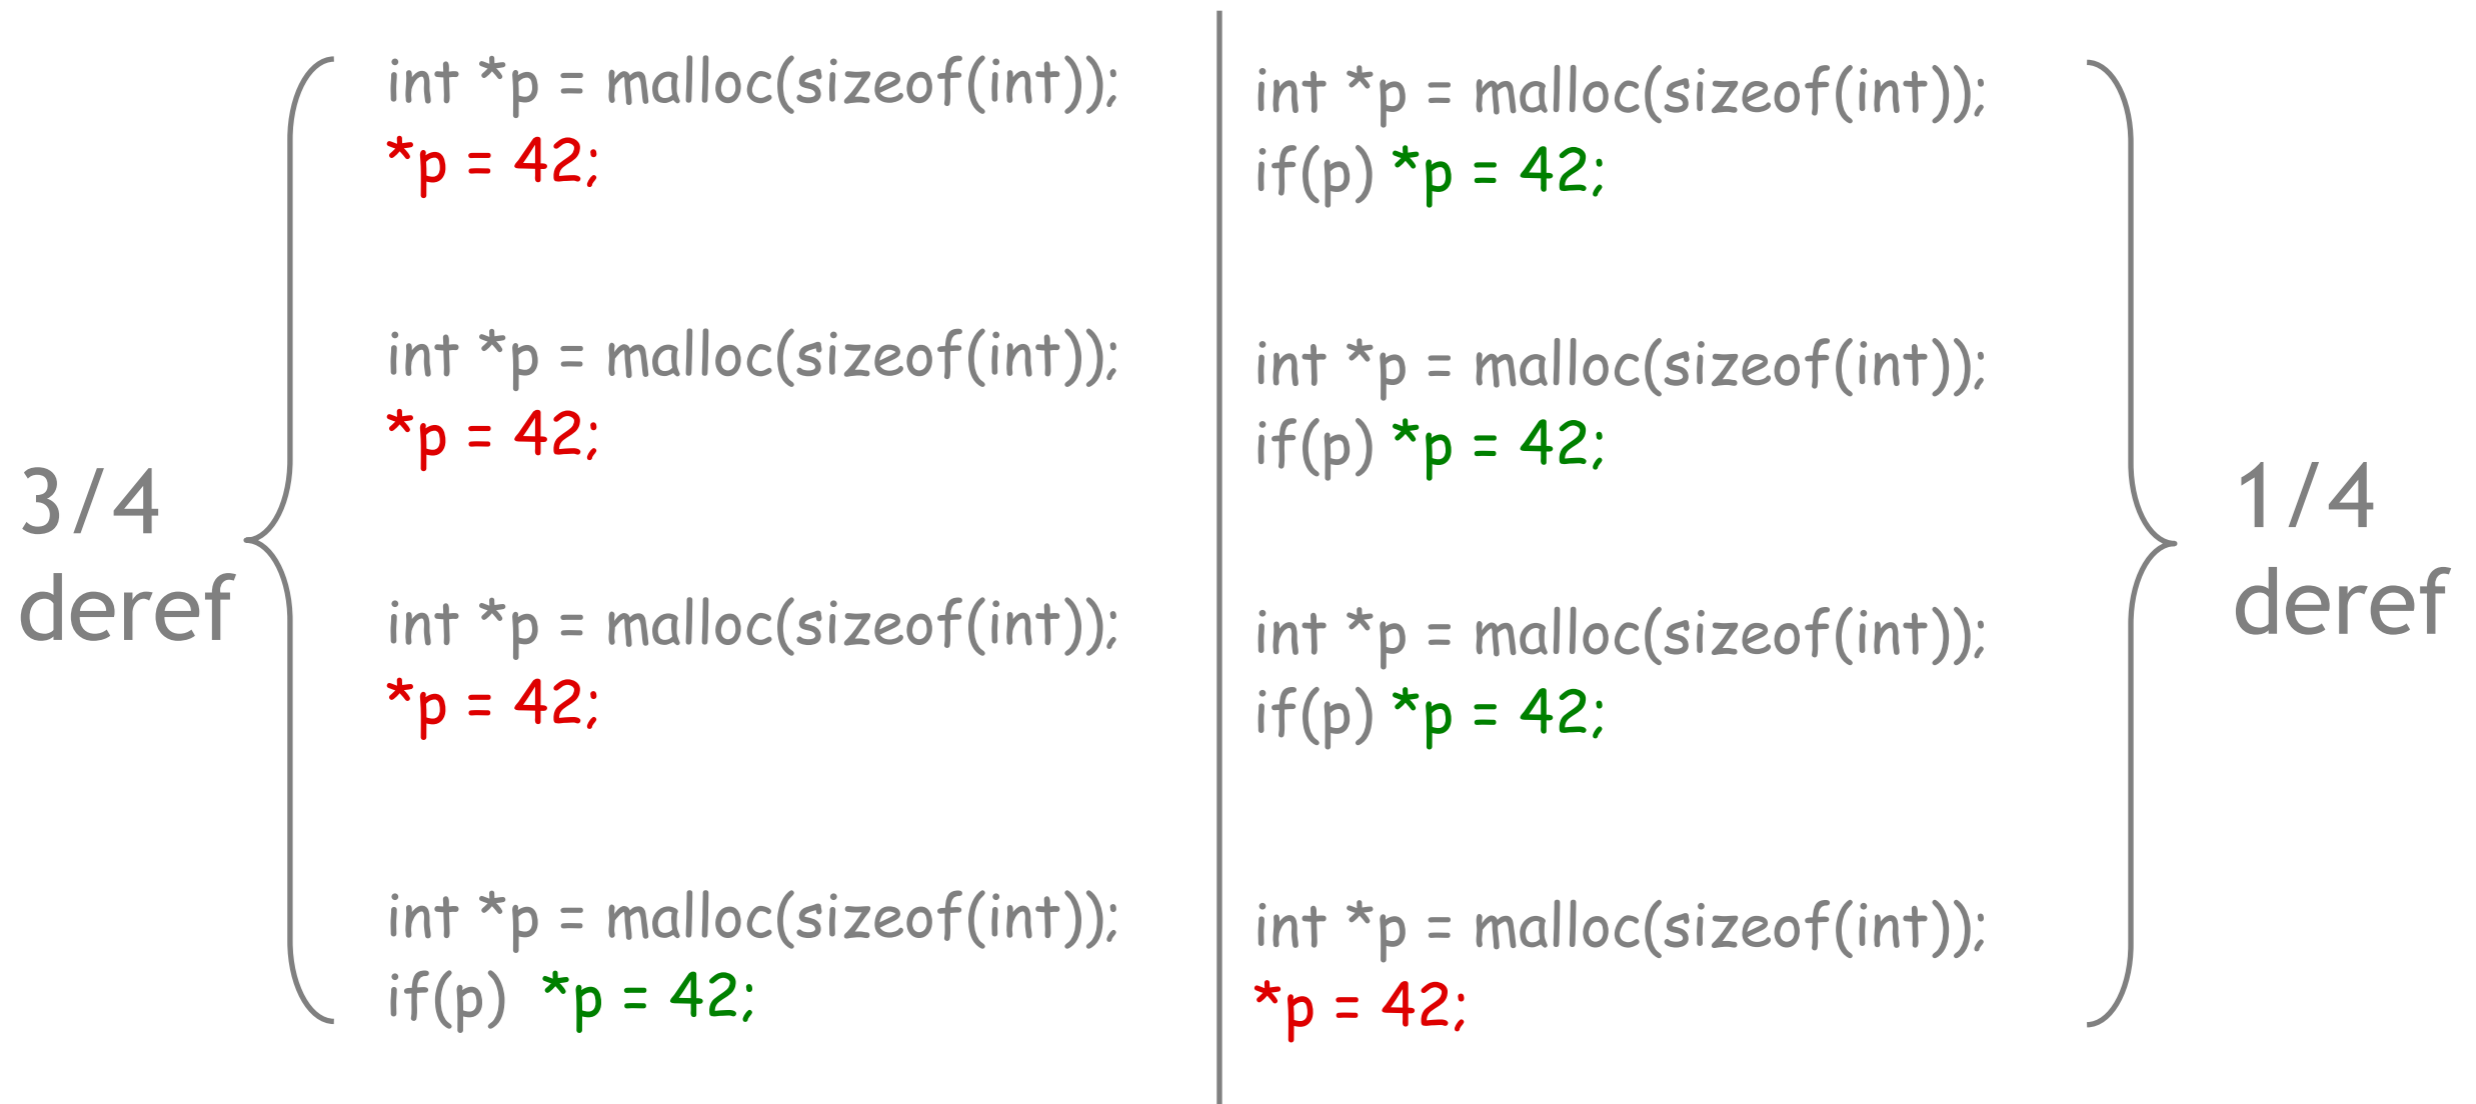 3/4
deref
int *p = malloc(sizeof(int));
*p = 42;
int *p = malloc(sizeof(int));
*p = 42;
int *p = malloc(sizeof(int));
*p = 42;
int *p = malloc(sizeof(int));
if(p) *p = 42;
int *p = malloc(sizeof(int));
if(p) *p = 42;
int *p = malloc(sizeof(int));
if(p) *p = 42;
int *p = malloc(sizeof(int));
if(p) *p = 42;
int *p = malloc(sizeof(int));
*p = 42;
1/4
deref